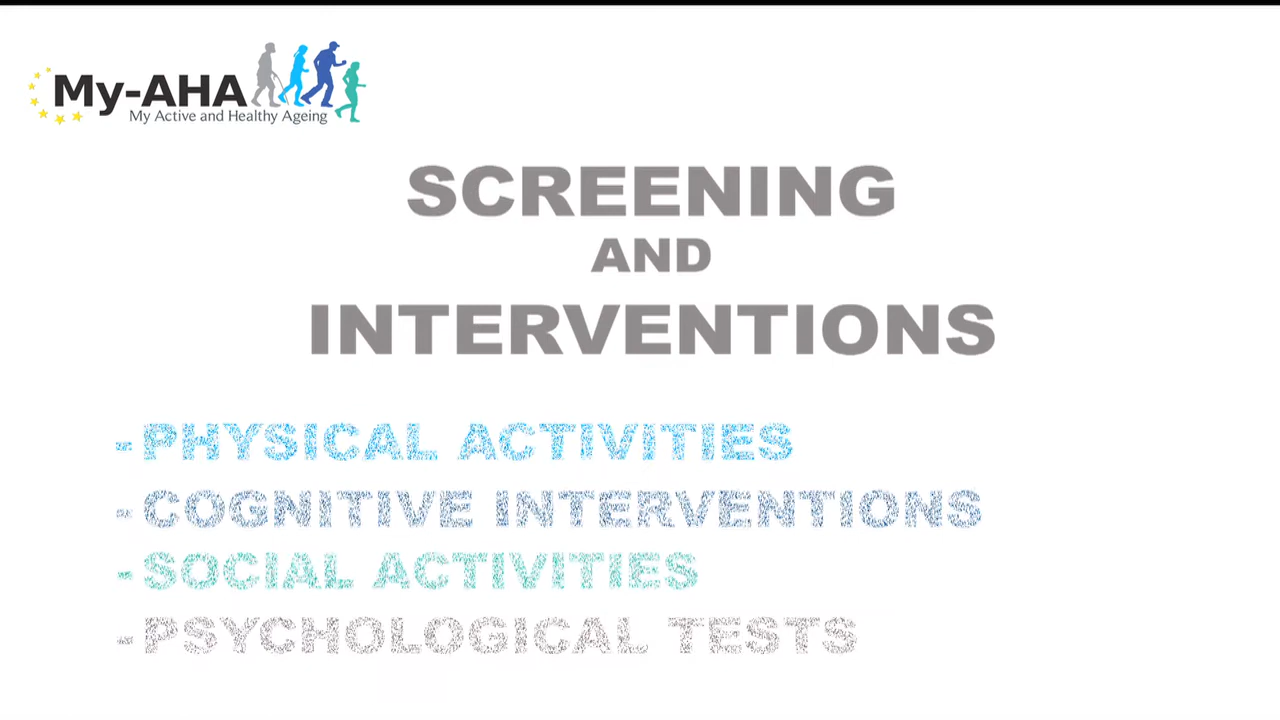 My-AHA
My Active and Healthy Ageing
SCREENING
AND
INTERVENTIONS
- PHYSICAL ACTIVITIES
- COGNITIVE INTERVENTIONS
- SOCIAL ACTIVITIES
- PSYCHOLOGICAL TESTS